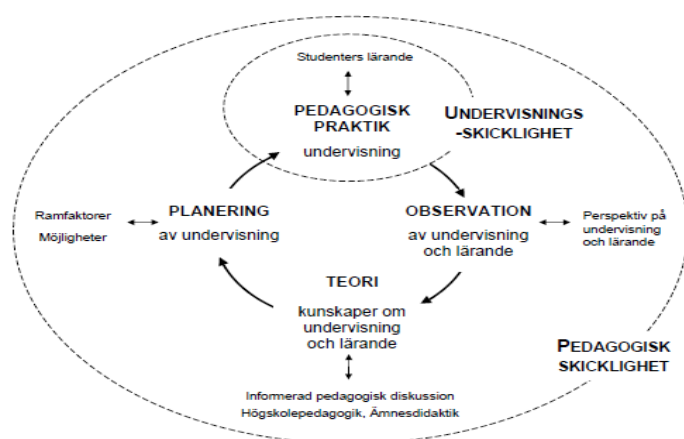 Studenters lärande
PEDAGOGISK
PRAKTIK
undervisning
UNDERVISNINGS
-SKICKLIGHET
Ramfaktorer
Möjligheter
PLANERING
av undervisning
OBSERVATION
av undervisning
och lärande
Perspektiv på
undervisning
och lärande
TEORI
kunskaper om
undervisning
och lärande
PEDAGOGISK
SKICKLIGHET
Informerad pedagogisk diskussion
Högskolepedagogik, Ämnesdidaktik